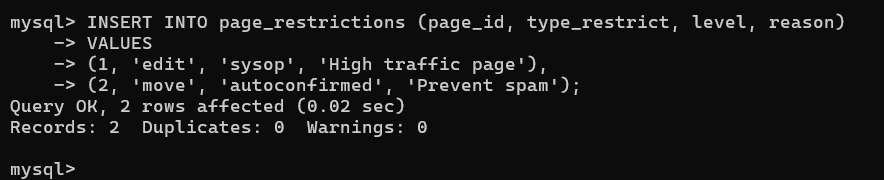 mysql> INSERT INTO page_restrictions (page_id, type_restrict, level, reason)
    -> VALUES
    -> (1, 'edit', 'sysop', 'High traffic page'),
    -> (2, 'move', 'autoconfirmed', 'Prevent spam');
Query OK, 2 rows affected (0.02 sec)
Records: 2  Duplicates: 0  Warnings: 0

mysql>